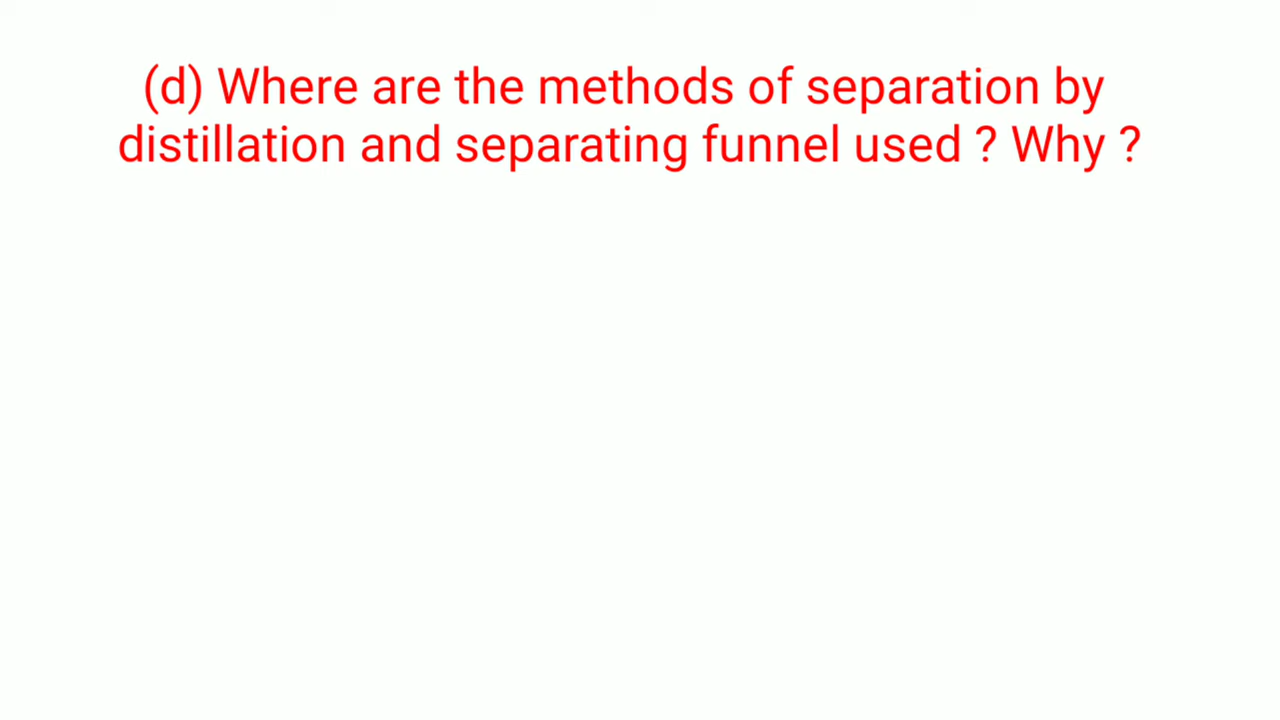 (d) Where are the methods of separation by
distillation and separating funnel used ? Why ?